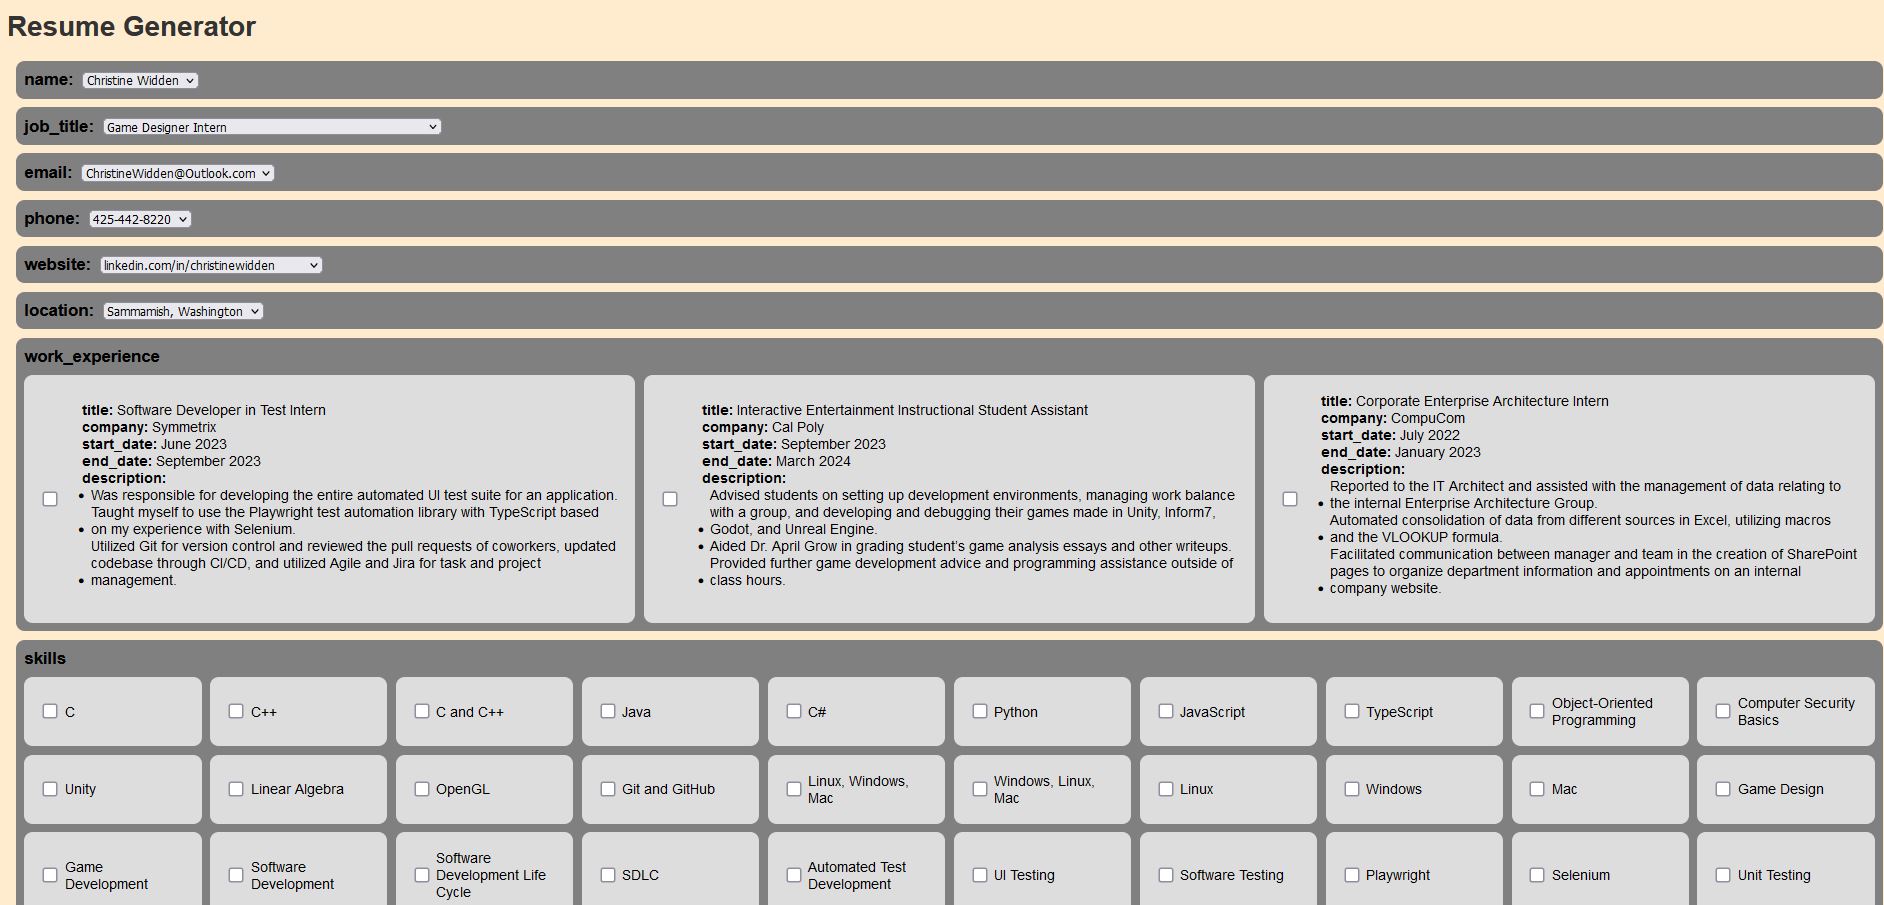 Resume Generator
name: Christine Widden
job_title: Game Designer Intern
email: ChristineWidden@Outlook.com
phone: 425-442-8220
website: linkedin.com/in/christinewidden
location: Sammamish, Washington
work_experience
title: Software Developer in Test Intern
company: Symmetrix
start_date: June 2023
end_date: September 2023
description:
• Was responsible for developing the entire automated UI test suite for an application.
Taught myself to use the Playwright test automation library with TypeScript based
• on my experience with Selenium.
Utilized Git for version control and reviewed the pull requests of coworkers, updated
codebase through CI/CD, and utilized Agile and Jira for task and project
• management.
title: Interactive Entertainment Instructional Student Assistant
company: Cal Poly
start_date: September 2023
end_date: March 2024
description:
Advised students on setting up development environments, managing work balance
with a group, and developing and debugging their games made in Unity, Inform7,
• Godot, and Unreal Engine.
• Aided Dr. April Grow in grading student’s game analysis essays and other writeups.
Provided further game development advice and programming assistance outside of
• class hours.
title: Corporate Enterprise Architecture Intern
company: CompuCom
start_date: July 2022
end_date: January 2023
description:
Reported to the IT Architect and assisted with the management of data relating to
• the internal Enterprise Architecture Group.
Automated consolidation of data from different sources in Excel, utilizing macros
• and the VLOOKUP formula.
Facilitated communication between manager and team in the creation of SharePoint
pages to organize department information and appointments on an internal
• company website.
skills
C
C++
C and C++
Java
C#
Python
JavaScript
TypeScript
Object-Oriented
Programming
Computer Security
Basics
Unity
Linear Algebra
OpenGL
Git and GitHub
Linux, Windows,
Mac
Windows, Linux,
Mac
Linux
Windows
Mac
Game Design
Game
Development
Software
Development
Software
Development Life
Cycle
SDLC
Automated Test
Development
UI Testing
Software Testing
Playwright
Selenium
Unit Testing